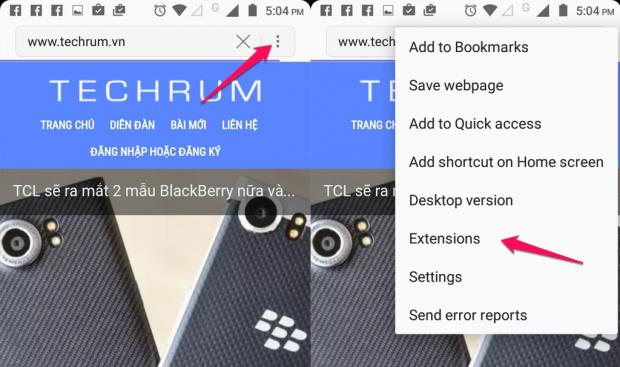 5:04 PM
www.techrum.vn
TECHRUM
TRANG CHỦ DIỄN ĐÀN BÀI MỚI LIÊN HỆ
ĐĂNG NHẬP HOẶC ĐĂNG KÝ
TCL sẽ ra mắt 2 mẫu BlackBerry nữa và...
5:04 PM
www.tech
TRANG CH
TCL sẽ ra r
Add to Bookmarks
Save webpage
Add to Quick access
Add shortcut on Home screen
Desktop version
Extensions
Settings
Send error reports